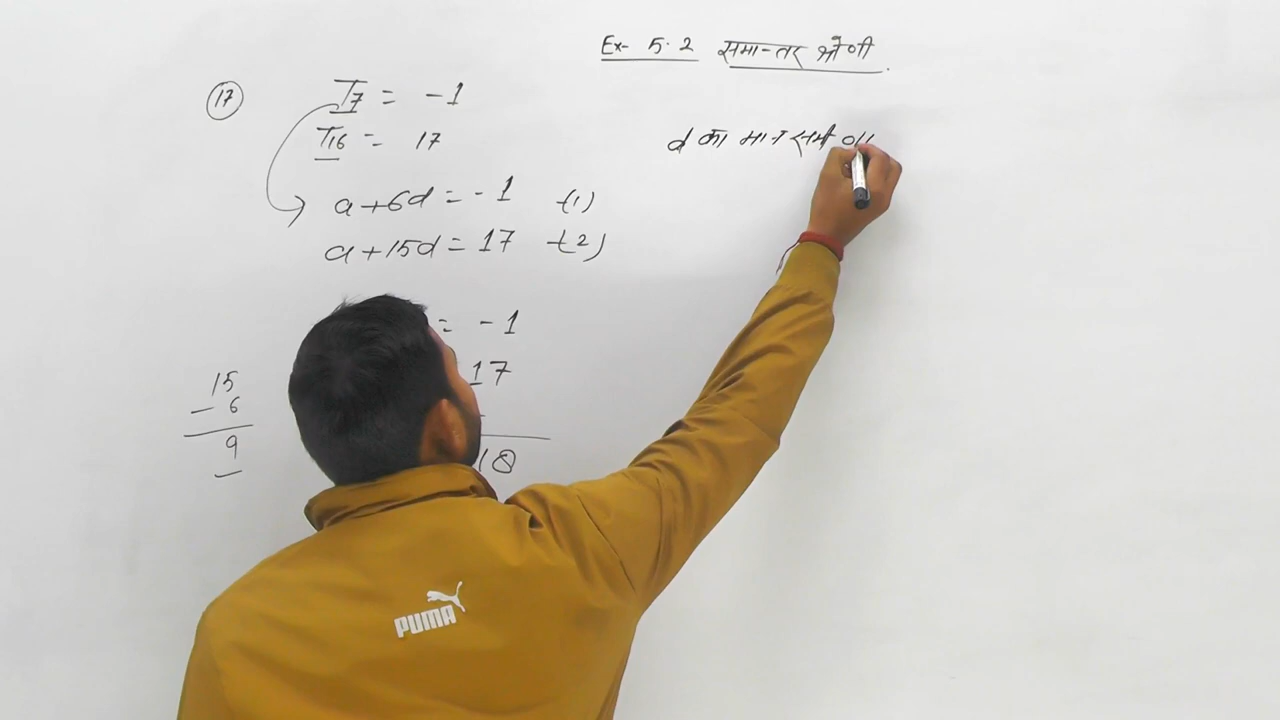 Ex- 5.2 समान्तर श्रेणी
17
T7 = -1
T16 = 17
a+6d = -1 -(1)
a+15d = 17 -(2)
= -1
17
18
15
- 6
9
d का मान समी
PUMA